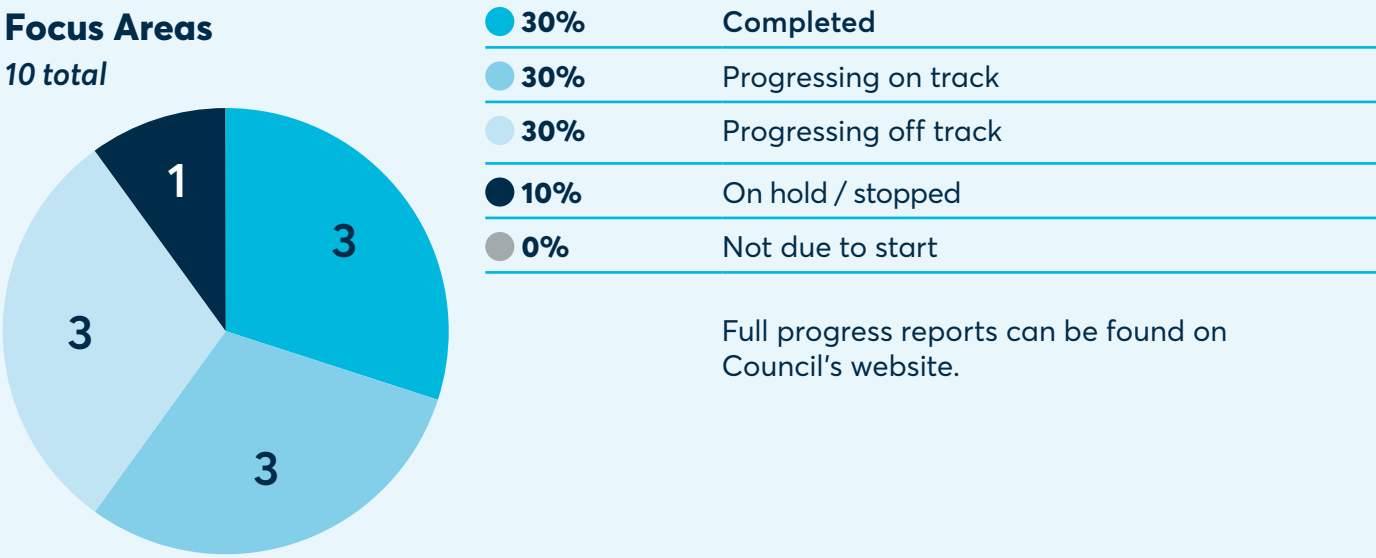 Focus Areas
10 total
1
3
3
3
30% Completed
30% Progressing on track
30% Progressing off track
10% On hold / stopped
0% Not due to start
Full progress reports can be found on
Council's website.